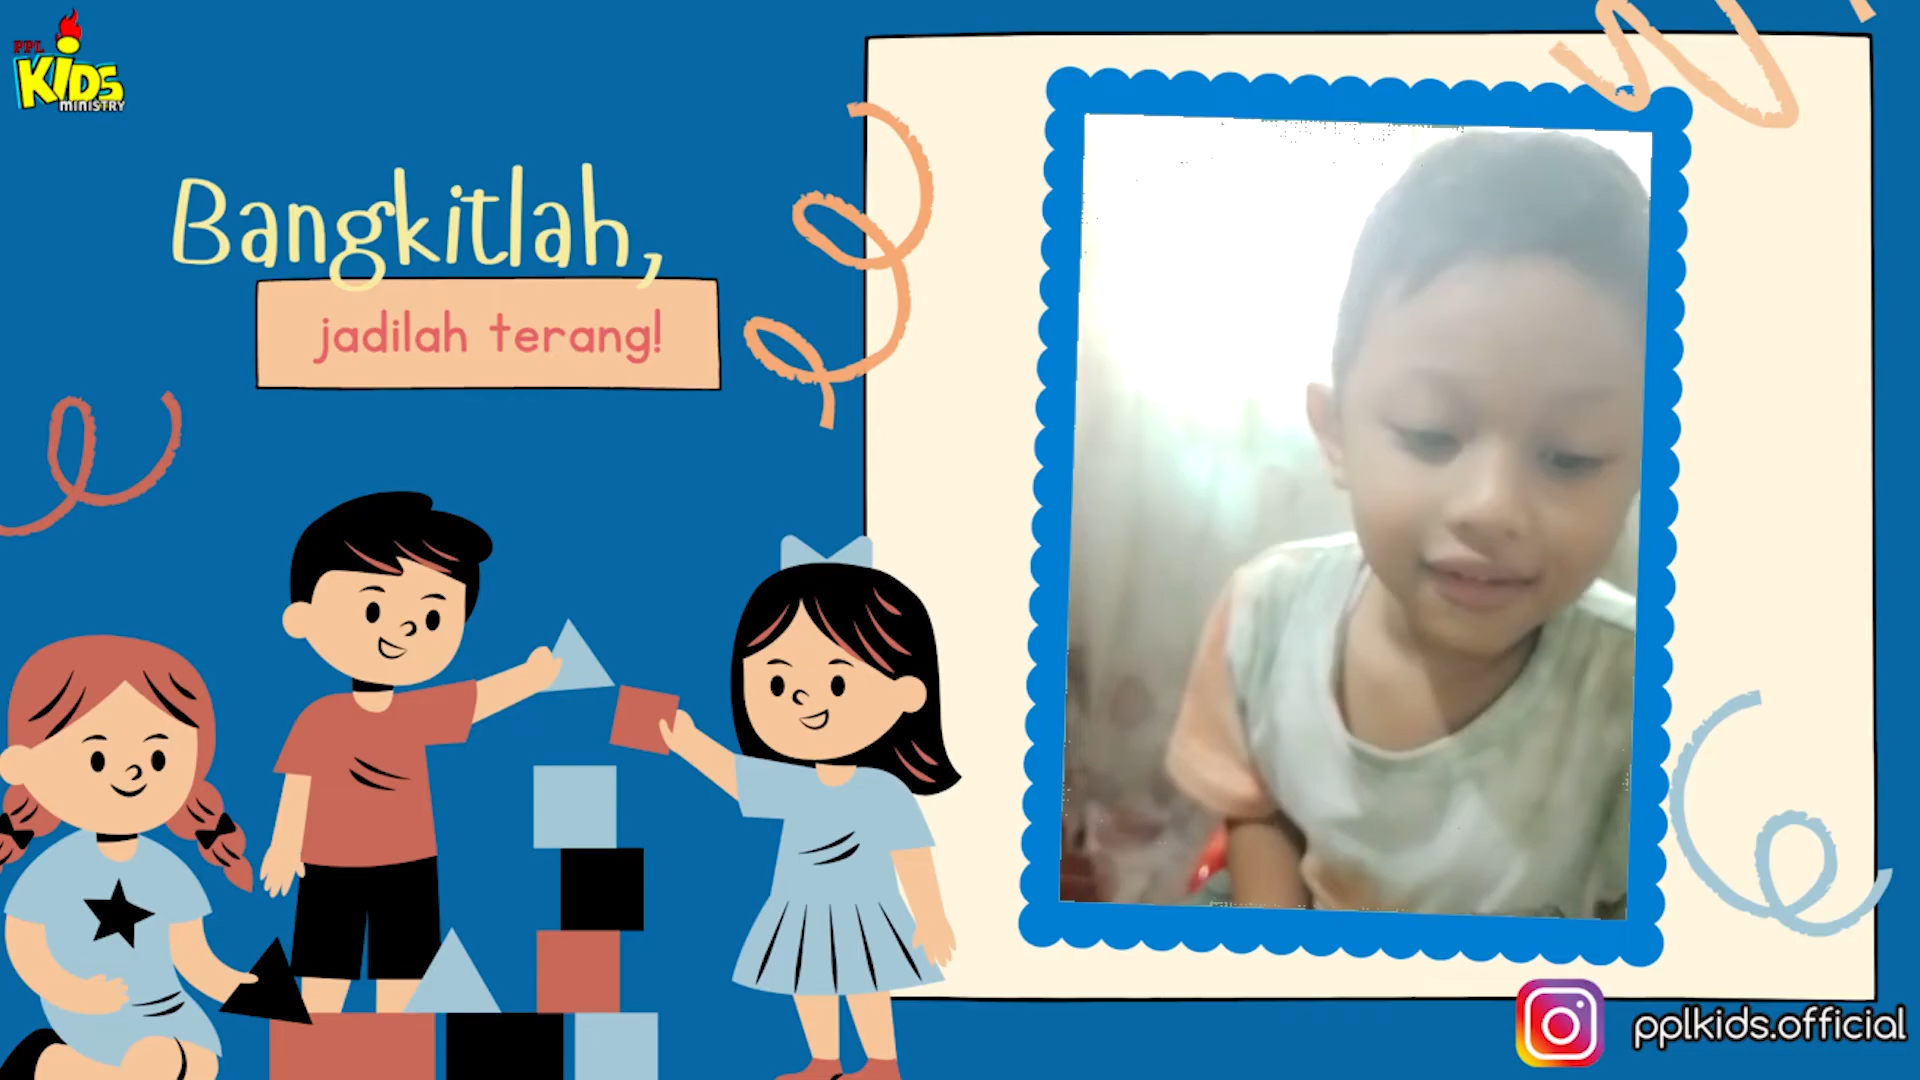 PPL
KIDS
MINISTRY
Bangkitlah,
jadilah terang!
pplkids.official